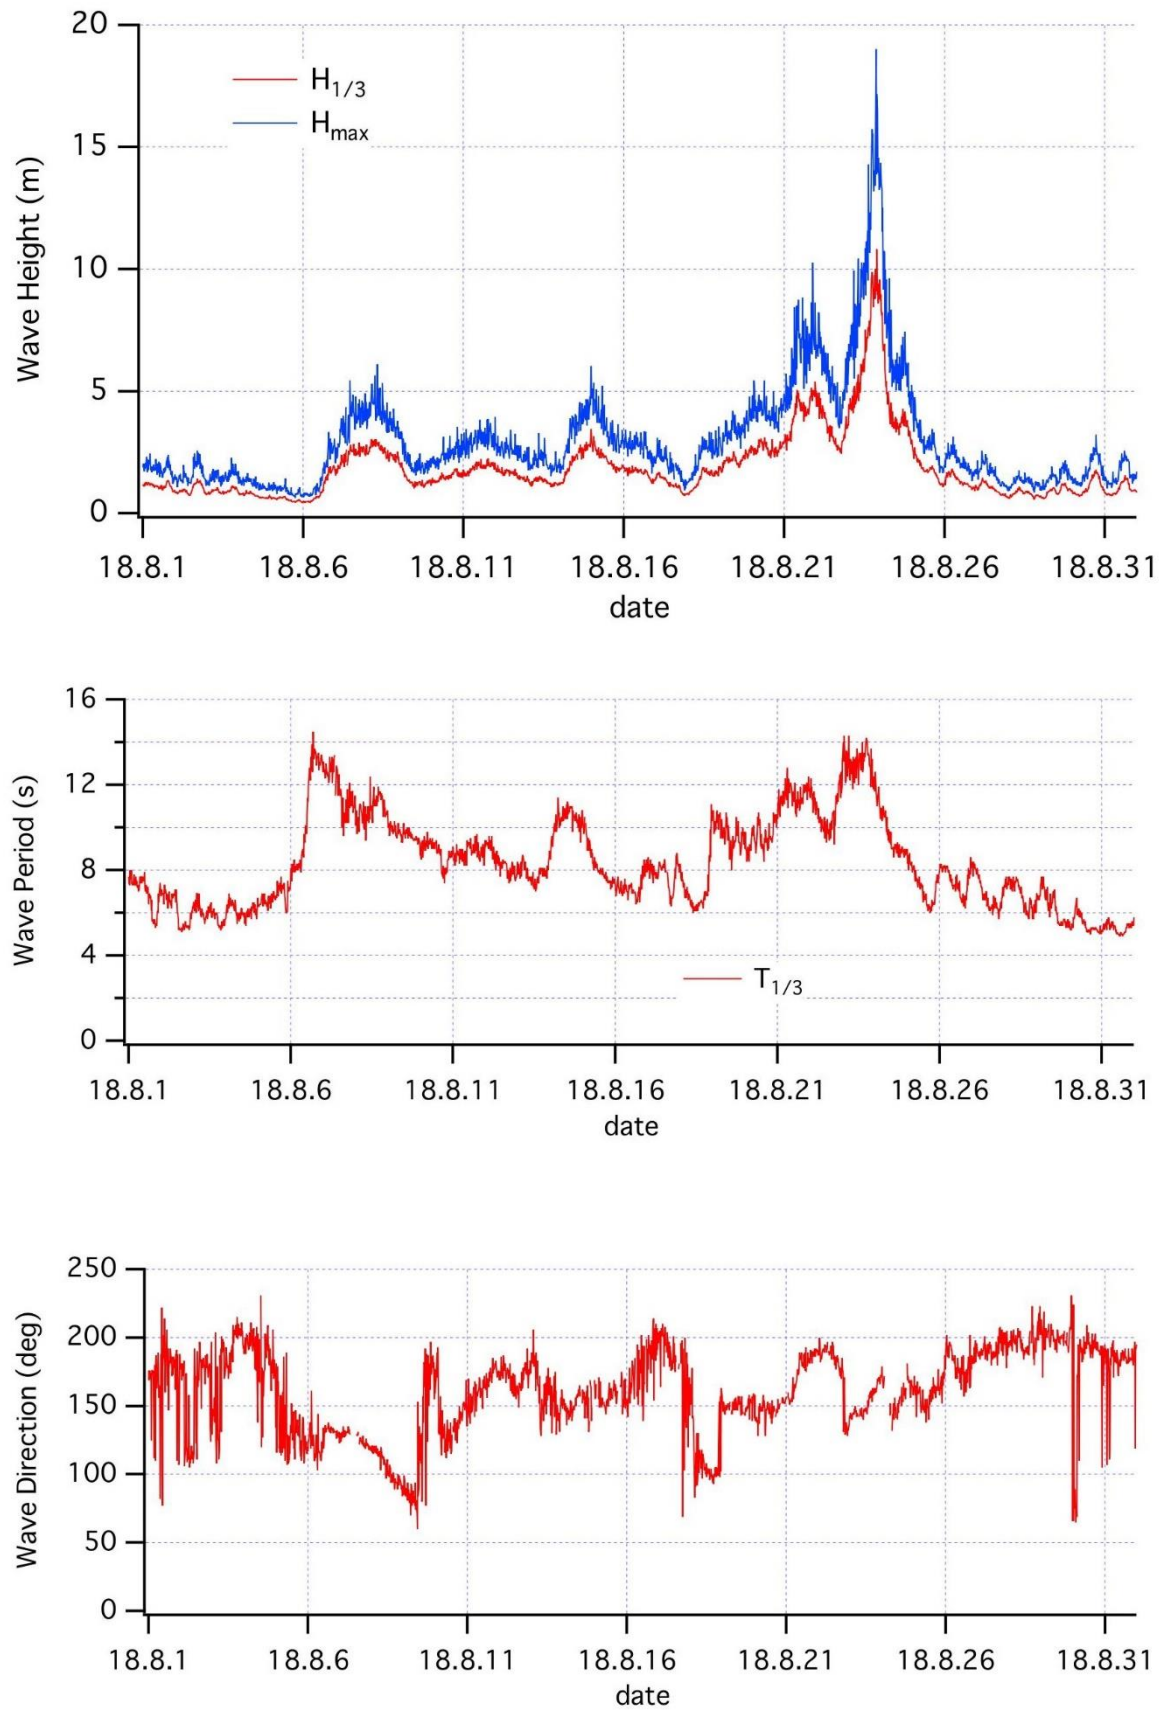 20
15
10
5
0
Wave Height (m)
H1/3
Hmax
18.8.1 18.8.6 18.8.11 18.8.16 18.8.21 18.8.26 18.8.31
date
16
12
8
4
0
Wave Period (s)
T1/3
18.8.1 18.8.6 18.8.11 18.8.16 18.8.21 18.8.26 18.8.31
date
250
200
150
100
50
0
Wave Direction (deg)
18.8.1 18.8.6 18.8.11 18.8.16 18.8.21 18.8.26 18.8.31
date